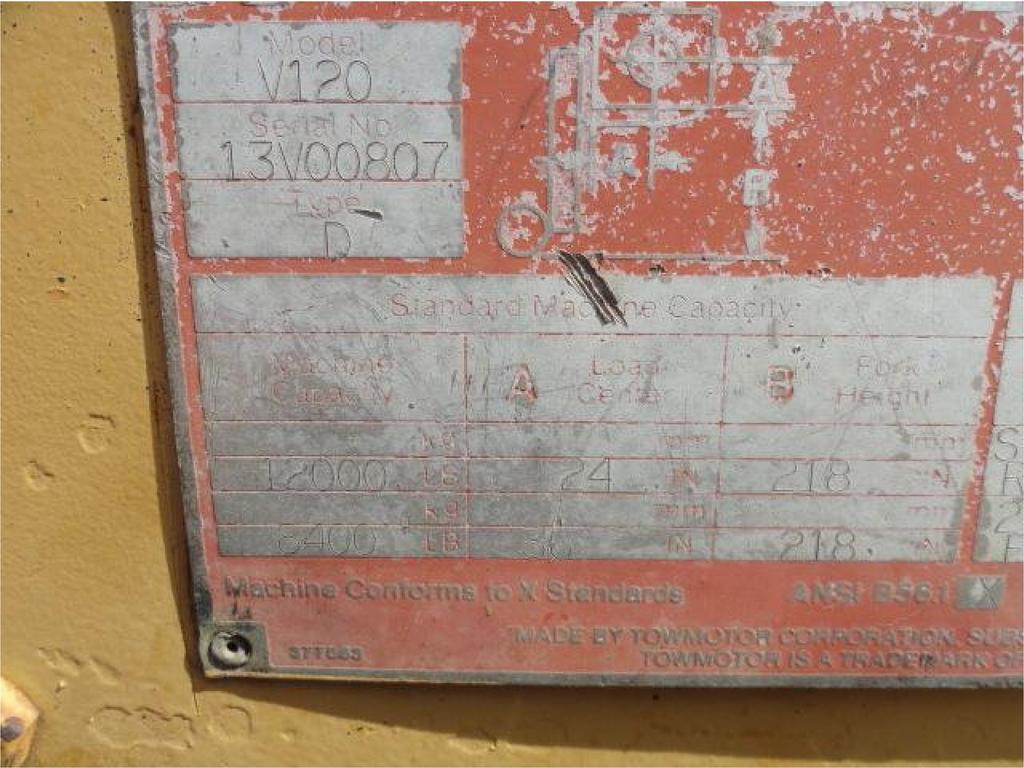 Model
V120
Serial No
13V00807
Type
D
A
B
Standard Machine Capacity
Machine Capacity
A Load Center
B Fork Height
kg mm mm
12000 LB 24 IN 218 IN
kg mm mm
LB IN 218 IN
Machine Conforms to X Standards ANSI B56.1 X
MADE BY TOWMOTOR CORPORATION, SUBS
TOWMOTOR IS A TRADEMARK OF